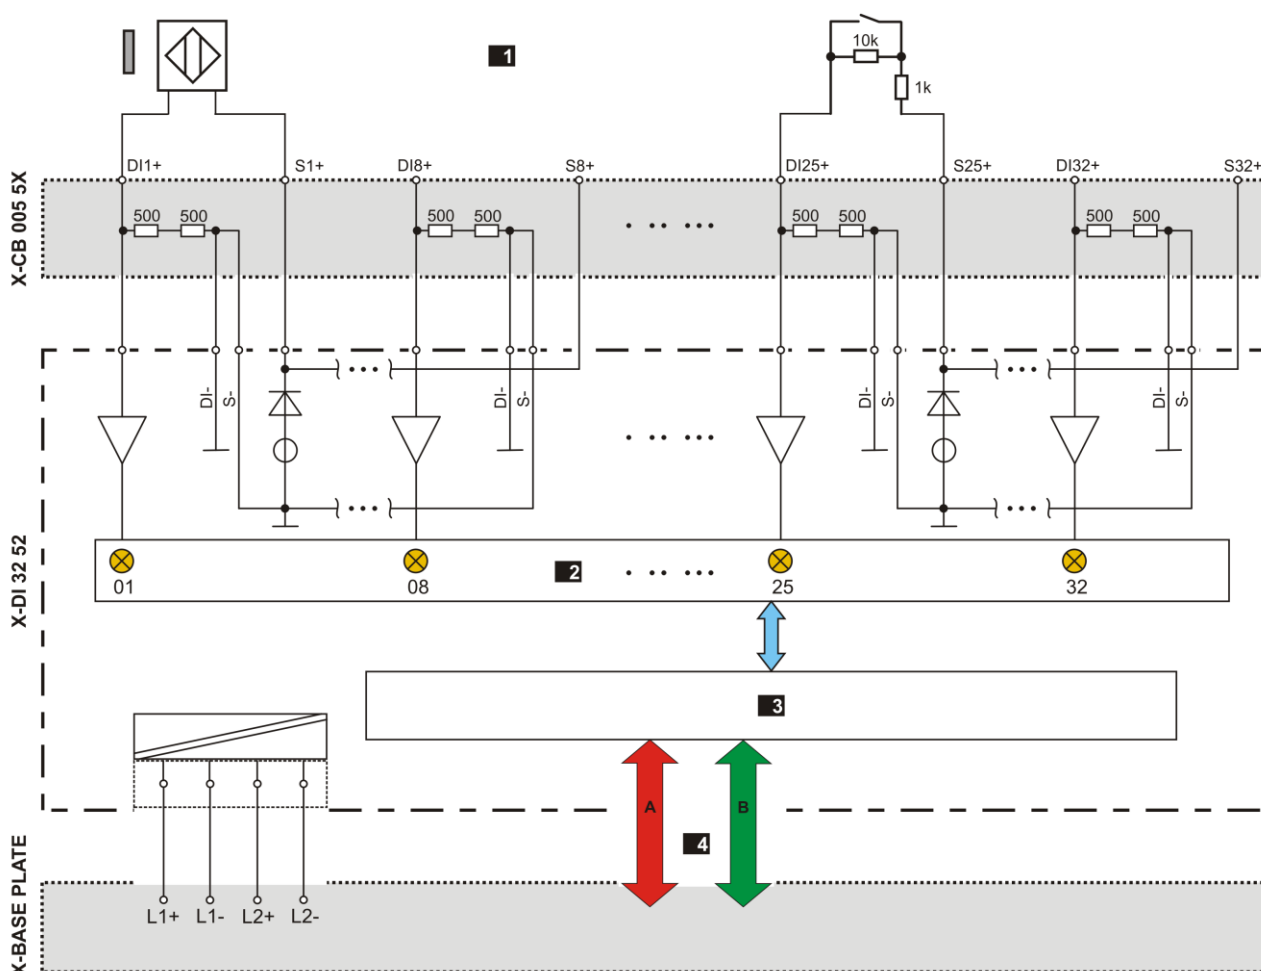 1
10k
1k
DI1+ S1+ DI8+ S8+ DI25+ S25+ DI32+ S32+
X-CB 005 5X
500 500 500 500 500 500 500 500
DI- S- DI- S- DI- S- DI- S-
X-DI 32 52
2
01 08 25 32
3
A B
4
X-BASE PLATE
L1+ L1- L2+ L2-